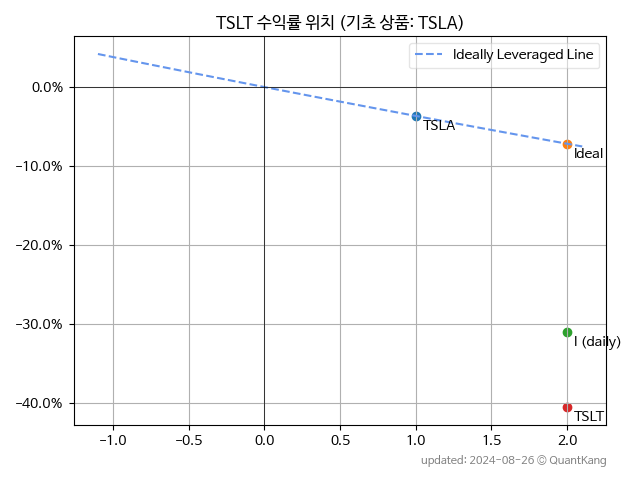 TSLT 수익률 위치 (기초 상품: TSLA)
Ideally Leveraged Line
0.0%
−10.0%
−20.0%
−30.0%
−40.0%
TSLA
Ideal
I (daily)
TSLT
−1.0 −0.5 0.0 0.5 1.0 1.5 2.0
updated: 2024-08-26 © QuantKang